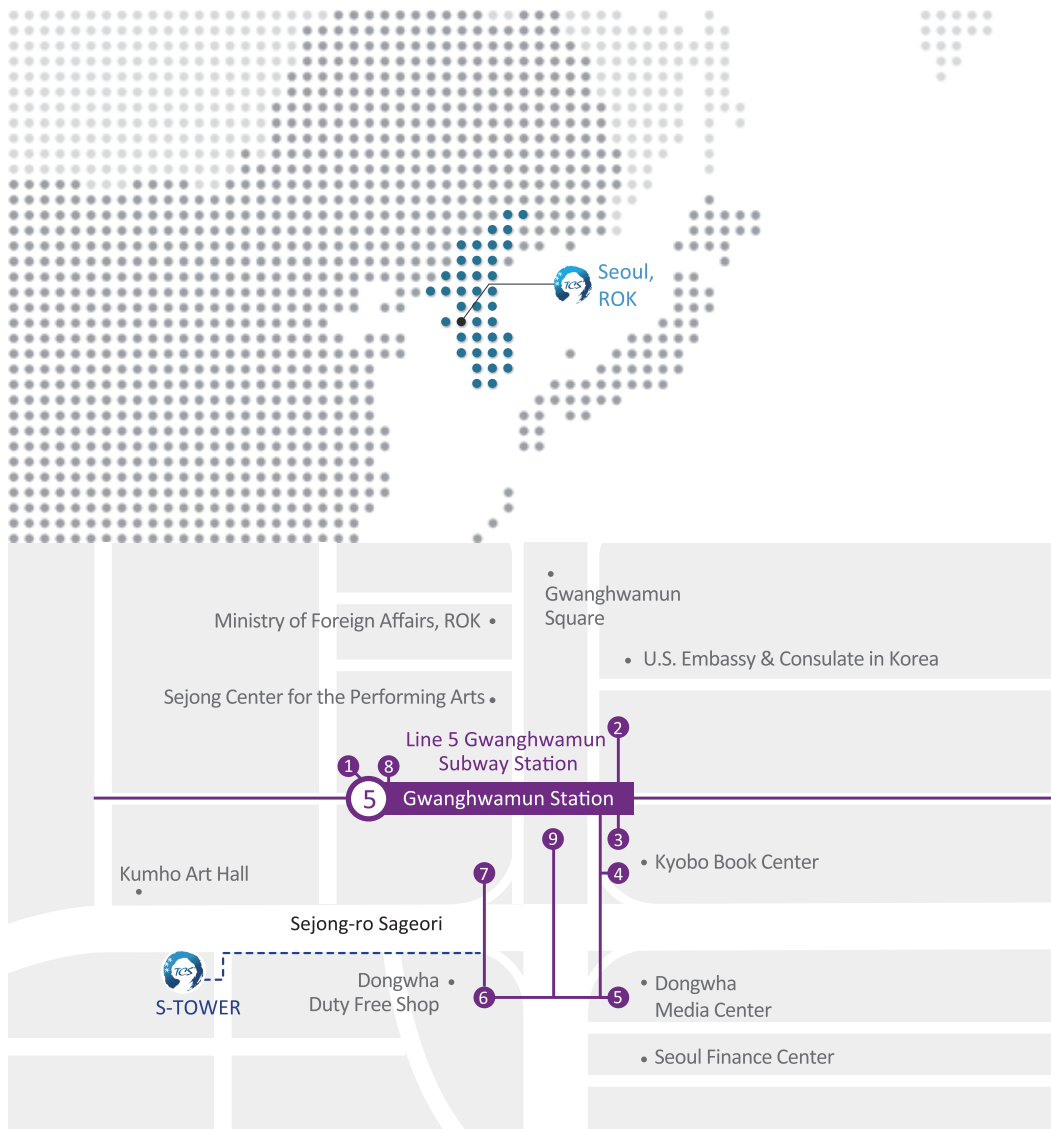 TCS
Seoul,
ROK
Gwanghwamun
Square
Ministry of Foreign Affairs, ROK
U.S. Embassy & Consulate in Korea
Sejong Center for the Performing Arts
2
Line 5 Gwanghwamun
Subway Station
1
8
5
Gwanghwamun Station
9
3
7
4
Kyobo Book Center
Kumho Art Hall
Sejong-ro Sageori
TCS
S-TOWER
Dongwha
Duty Free Shop
6
5
Dongwha
Media Center
Seoul Finance Center